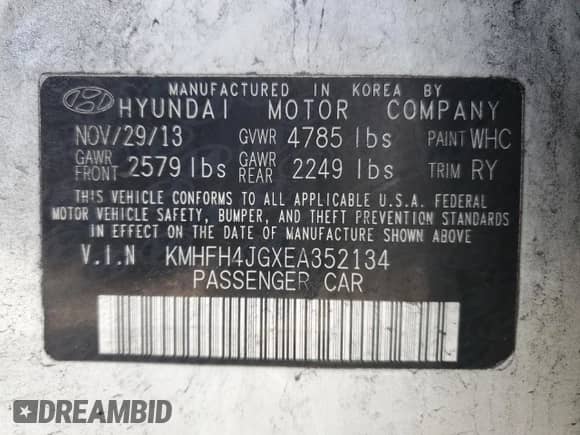 MANUFACTURED IN KOREA BY
HYUNDAI MOTOR COMPANY
NOV/29/13 GVWR 4785 lbs PAINT WHC
GAWR FRONT 2579 lbs GAWR REAR 2249 lbs TRIM RY
THIS VEHICLE CONFORMS TO ALL APPLICABLE U.S.A. FEDERAL
MOTOR VEHICLE SAFETY, BUMPER, AND THEFT PREVENTION STANDARDS
IN EFFECT ON THE DATE OF MANUFACTURE SHOWN ABOVE
V.I.N KMHFH4JGXEA352134
PASSENGER CAR
DREAMBID